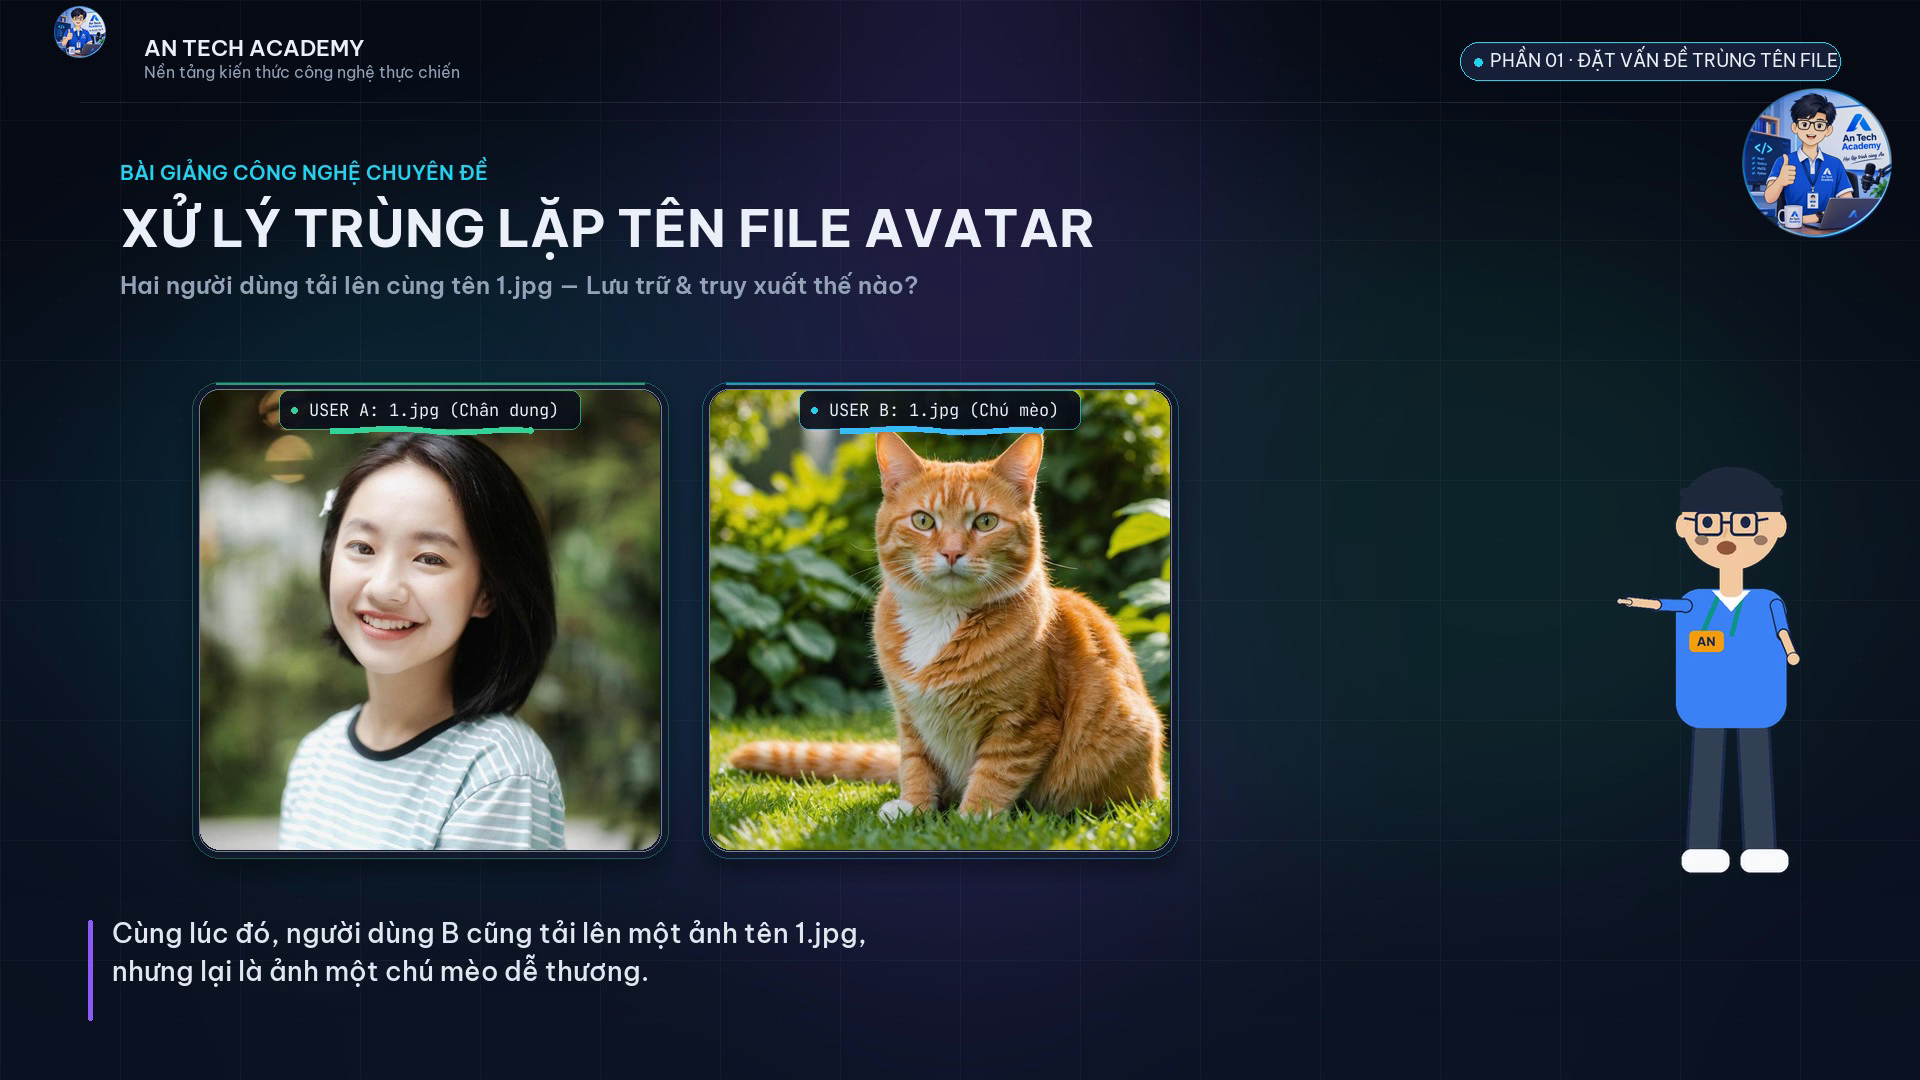 AN TECH ACADEMY
Nền tảng kiến thức công nghệ thực chiến
PHẦN 01 · ĐẶT VẤN ĐỀ TRÙNG TÊN FILE
An Tech
Academy
BÀI GIẢNG CÔNG NGHỆ CHUYÊN ĐỀ
XỬ LÝ TRÙNG LẶP TÊN FILE AVATAR
Hai người dùng tải lên cùng tên 1.jpg — Lưu trữ & truy xuất thế nào?
USER A: 1.jpg (Chân dung)
USER B: 1.jpg (Chú mèo)
AN
Cùng lúc đó, người dùng B cũng tải lên một ảnh tên 1.jpg,
nhưng lại là ảnh một chú mèo dễ thương.